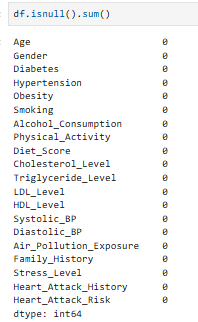 df.isnull().sum()
Age 0
Gender 0
Diabetes 0
Hypertension 0
Obesity 0
Smoking 0
Alcohol_Consumption 0
Physical_Activity 0
Diet_Score 0
Cholesterol_Level 0
Triglyceride_Level 0
LDL_Level 0
HDL_Level 0
Systolic_BP 0
Diastolic_BP 0
Air_Pollution_Exposure 0
Family_History 0
Stress_Level 0
Heart_Attack_History 0
Heart_Attack_Risk 0
dtype: int64